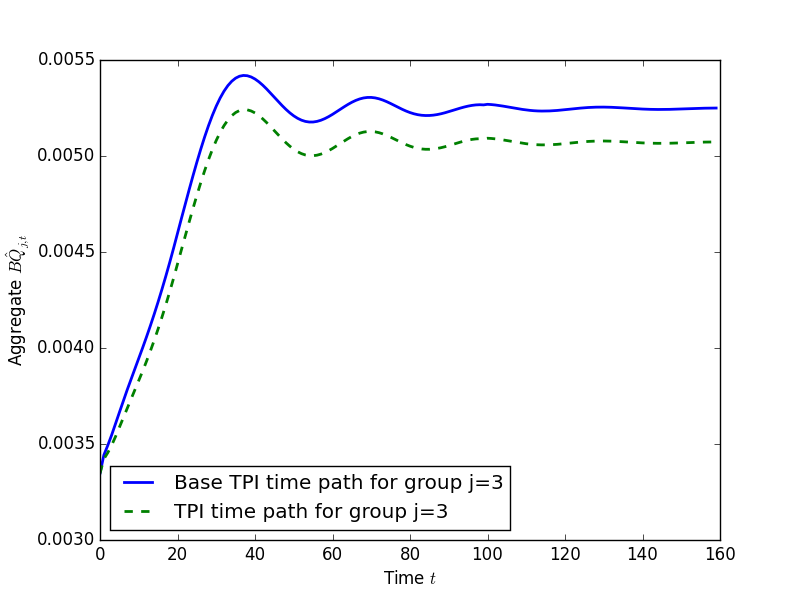 0.0055
0.0050
0.0045
0.0040
0.0035
0.0030
Aggregate $\hat{BQ}_{j,t}$
Base TPI time path for group j=3
TPI time path for group j=3
0 20 40 60 80 100 120 140 160
Time t